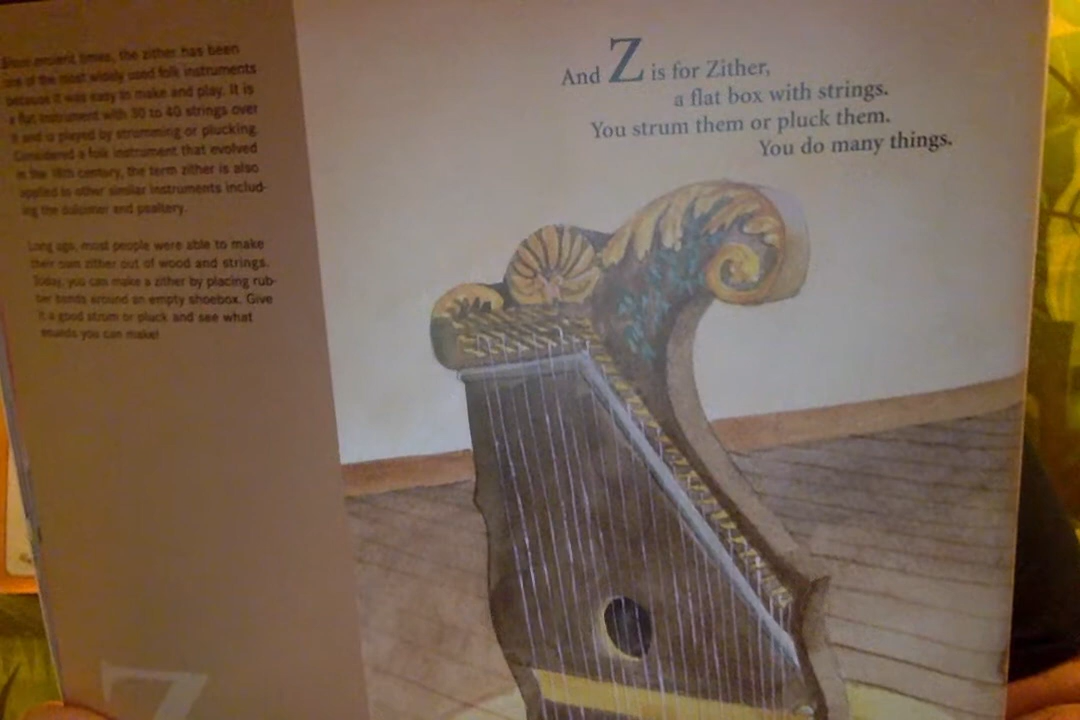 Since ancient times, the zither has been
one of the most widely used folk instruments
because it was easy to make and play. It is
a flat instrument with 30 to 40 strings over
it and is played by strumming or plucking.
Considered a folk instrument that evolved
in the 18th century, the term zither is also
applied to other similar instruments includ-
ing the dulcimer and psaltery.
Long ago, most people were able to make
their own zither out of wood and strings.
Today, you can make a zither by placing rub-
ber bands around an empty shoebox. Give
it a good strum or pluck and see what
sounds you can make!
Z
And Z is for Zither,
a flat box with strings.
You strum them or pluck them.
You do many things.